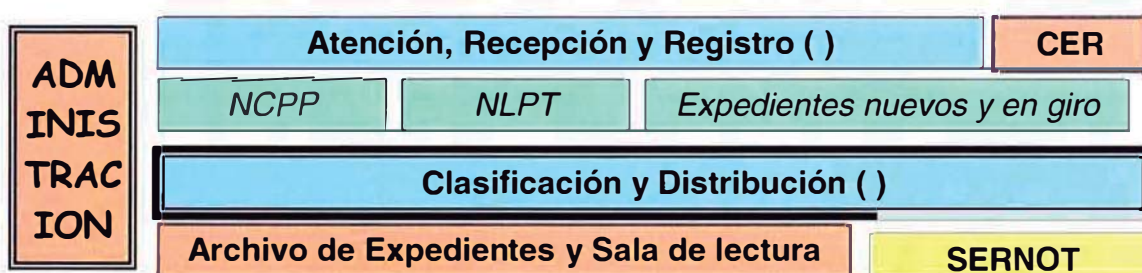 ADM
INIS
TRAC
ION
Atención, Recepción y Registro ( )
CER
NCPP
NLPT
Expedientes nuevos y en giro
Clasificación y Distribución ( )
Archivo de Expedientes y Sala de lectura
SERNOT